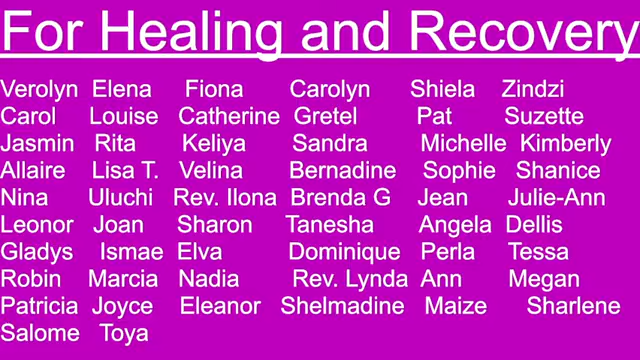 For Healing and Recovery
Verolyn Elena Fiona Carolyn Shiela Zindzi
Carol Louise Catherine Gretel Pat Suzette
Jasmin Rita Keliya Sandra Michelle Kimberly
Allaire Lisa T. Velina Bernadine Sophie Shanice
Nina Uluchi Rev. Ilona Brenda G Jean Julie-Ann
Leonor Joan Sharon Tanesha Angela Dellis
Gladys Ismae Elva Dominique Perla Tessa
Robin Marcia Nadia Rev. Lynda Ann Megan
Patricia Joyce Eleanor Shelmadine Maize Sharlene
Salome Toya